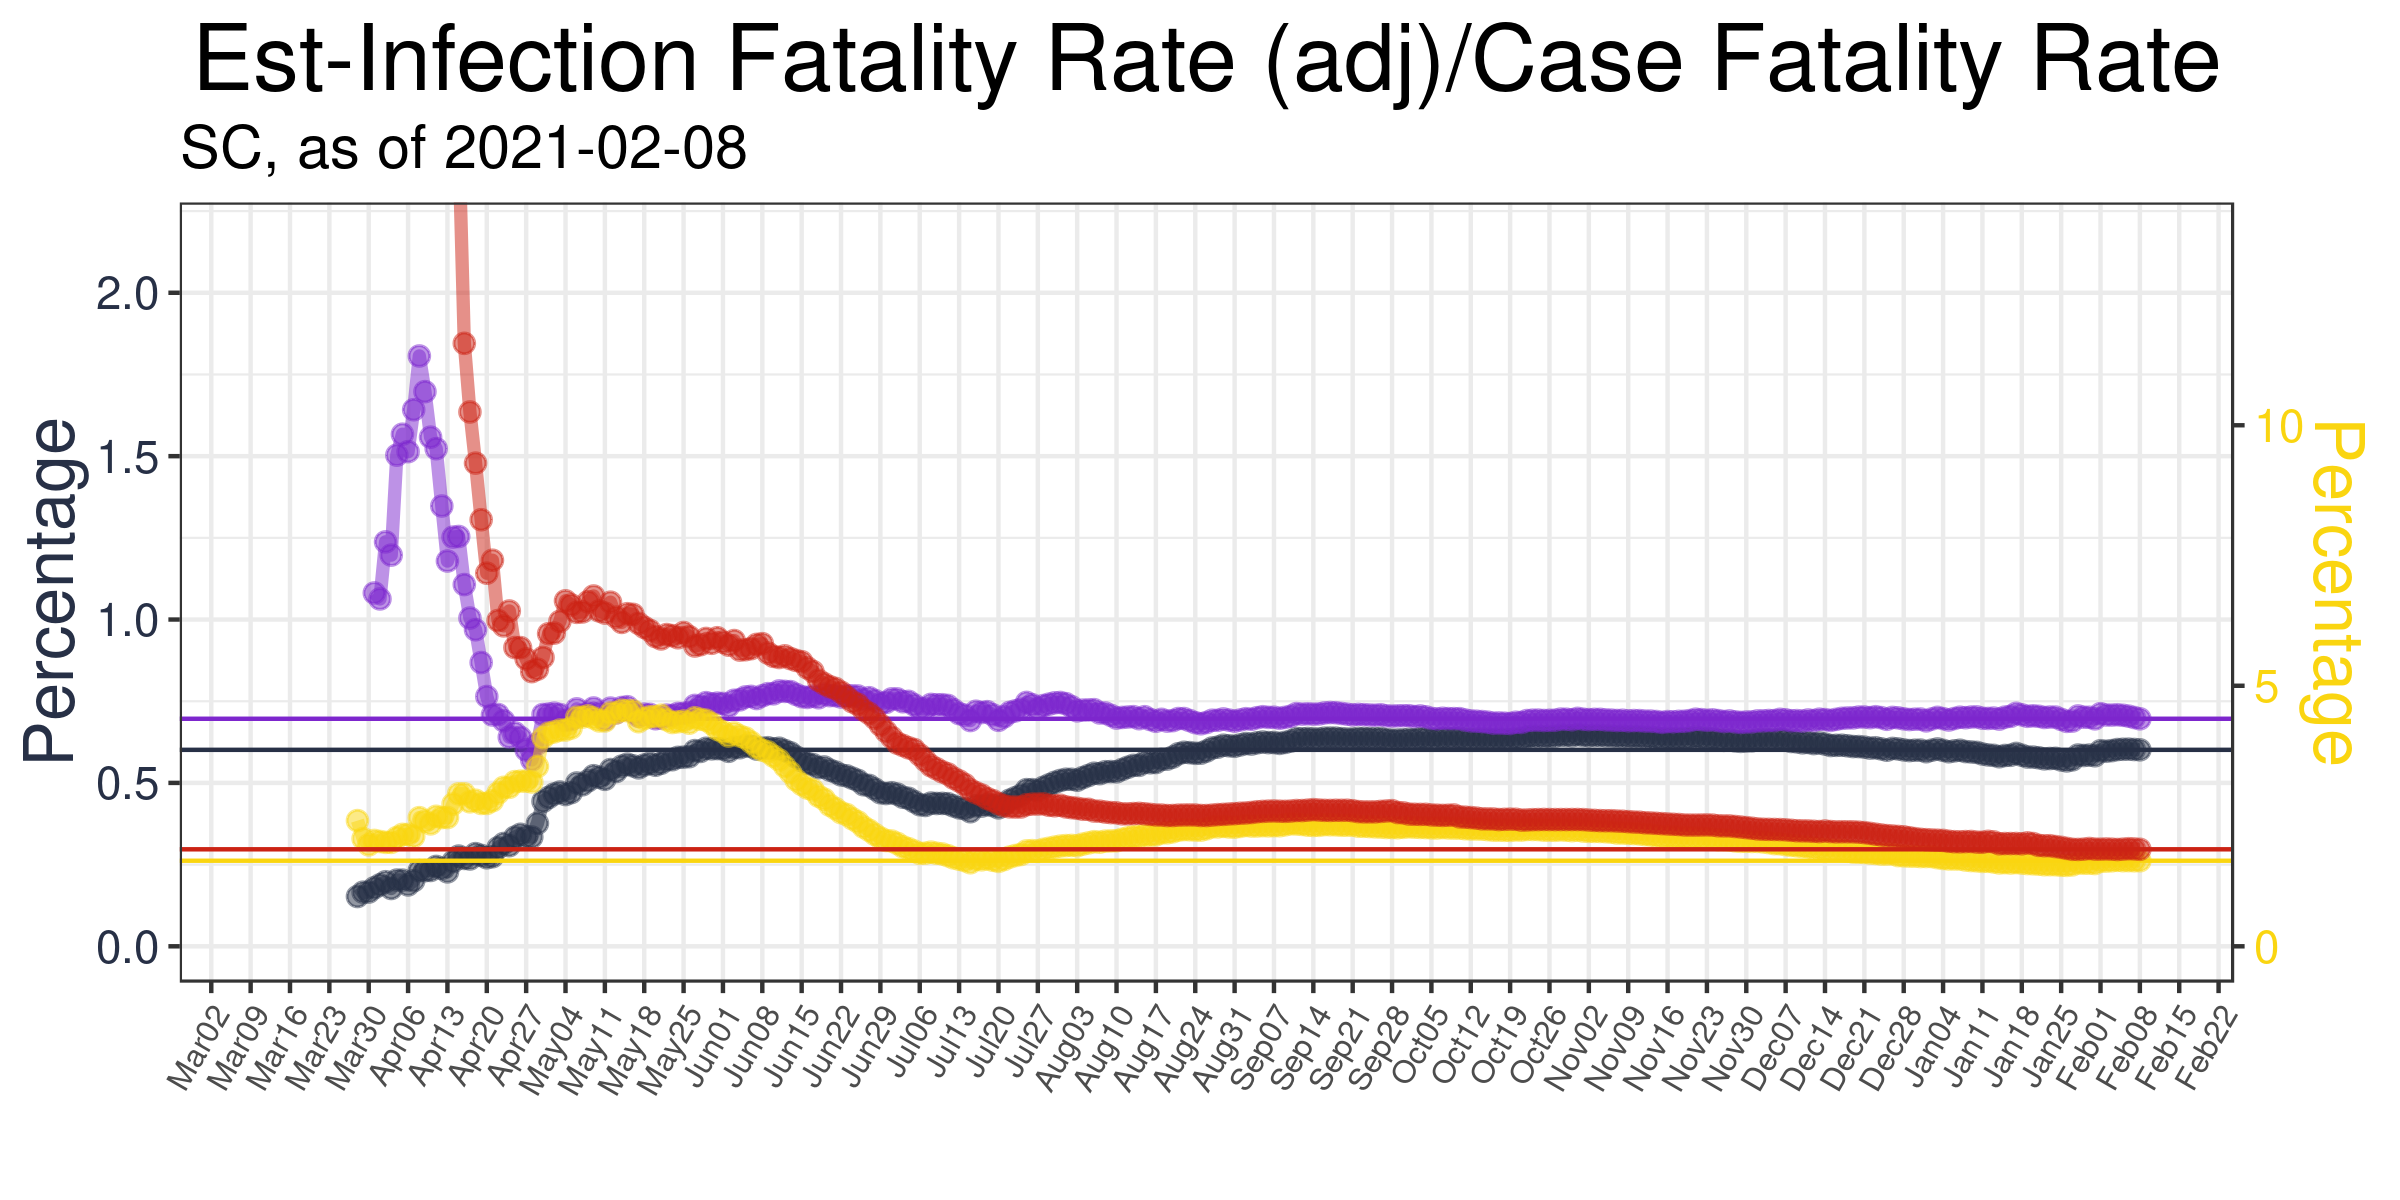 Est-Infection Fatality Rate (adj)/Case Fatality Rate
SC, as of 2021-02-08
Percentage
2.0
1.5
1.0
0.5
0.0
10
5
0
Percentage
Mar02
Mar09
Mar16
Mar23
Mar30
Apr06
Apr13
Apr20
Apr27
May04
May11
May18
May25
Jun01
Jun08
Jun15
Jun22
Jun29
Jul06
Jul13
Jul20
Jul27
Aug03
Aug10
Aug17
Aug24
Aug31
Sep07
Sep14
Sep21
Sep28
Oct05
Oct12
Oct19
Oct26
Nov02
Nov09
Nov16
Nov23
Nov30
Dec07
Dec14
Dec21
Dec28
Jan04
Jan11
Jan18
Jan25
Feb01
Feb08
Feb15
Feb22